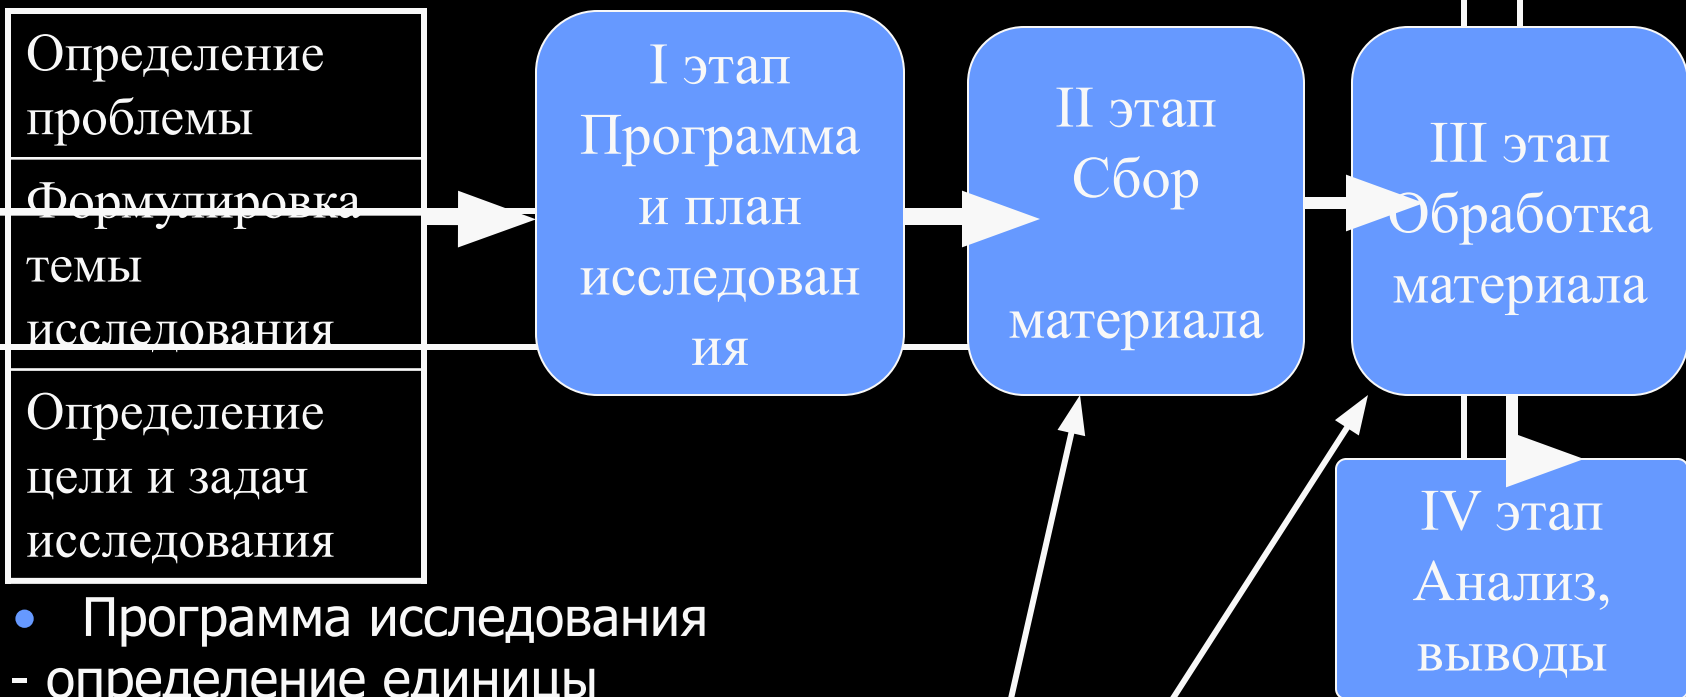 Определение
проблемы
Формулировка
темы
исследования
Определение
цели и задач
исследования
I этап
Программа
и план
исследован
ия
II этап
Сбор
материала
III этап
Обработка
материала
IV этап
Анализ,
выводы
• Программа исследования
- определение единицы